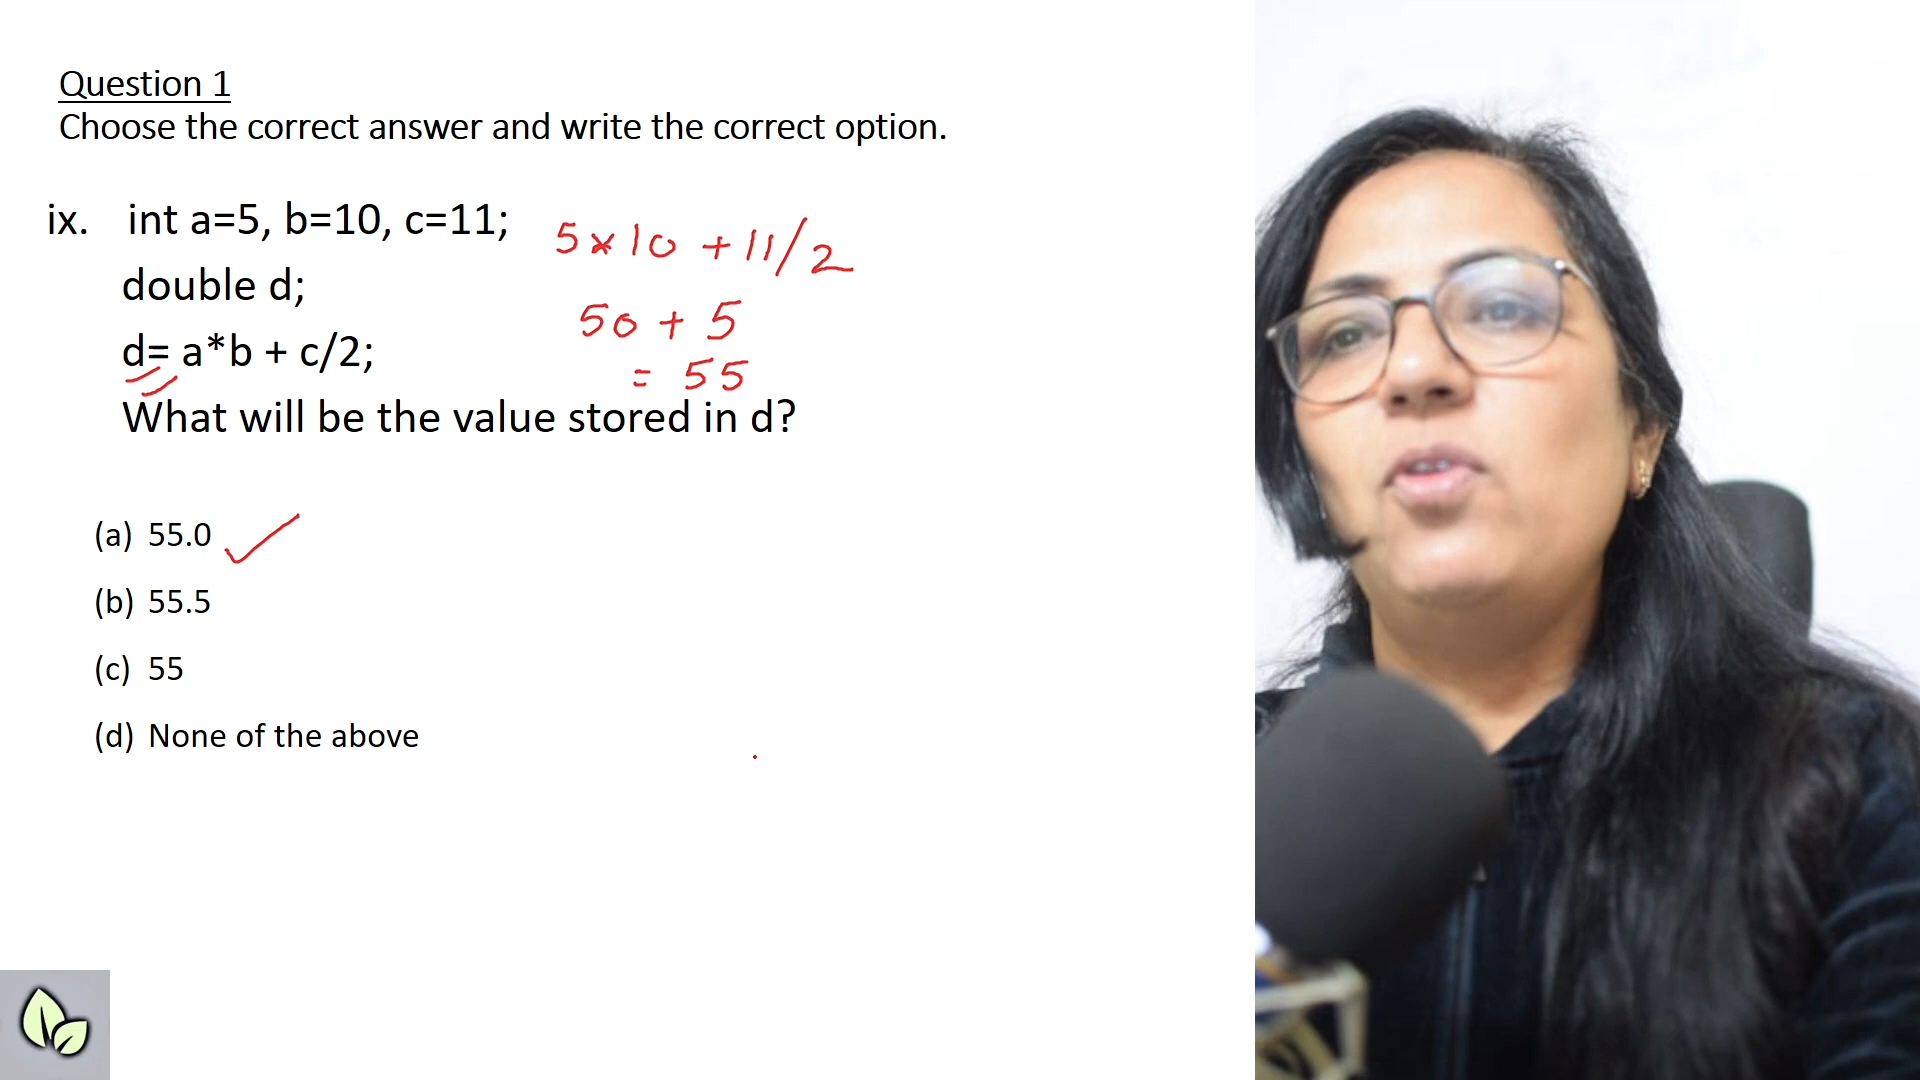 Question 1
Choose the correct answer and write the correct option.
ix. int a=5, b=10, c=11;
5×10 + 11/2
double d;
50 + 5
d= a*b + c/2;
= 55
What will be the value stored in d?
(a) 55.0
(b) 55.5
(c) 55
(d) None of the above